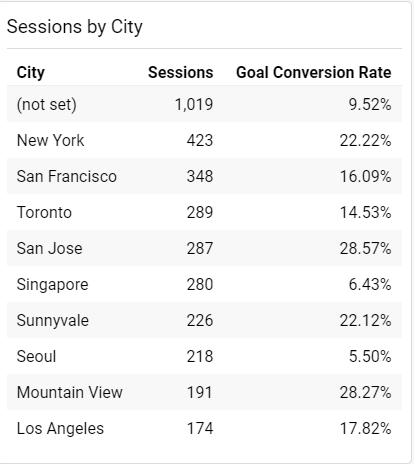 Sessions by City
City Sessions Goal Conversion Rate
(not set) 1,019 9.52%
New York 423 22.22%
San Francisco 348 16.09%
Toronto 289 14.53%
San Jose 287 28.57%
Singapore 280 6.43%
Sunnyvale 226 22.12%
Seoul 218 5.50%
Mountain View 191 28.27%
Los Angeles 174 17.82%